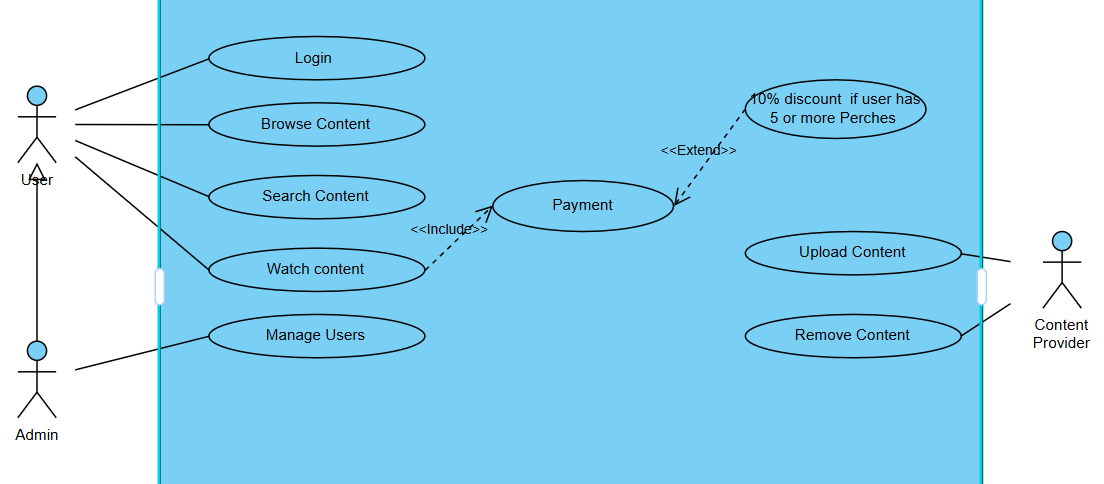 Login
Browse Content
Search Content
Watch content
Manage Users
User
Admin
<<Include>>
Payment
<<Extend>>
10% discount  if user has
5 or more Perches
Upload Content
Remove Content
Content
Provider